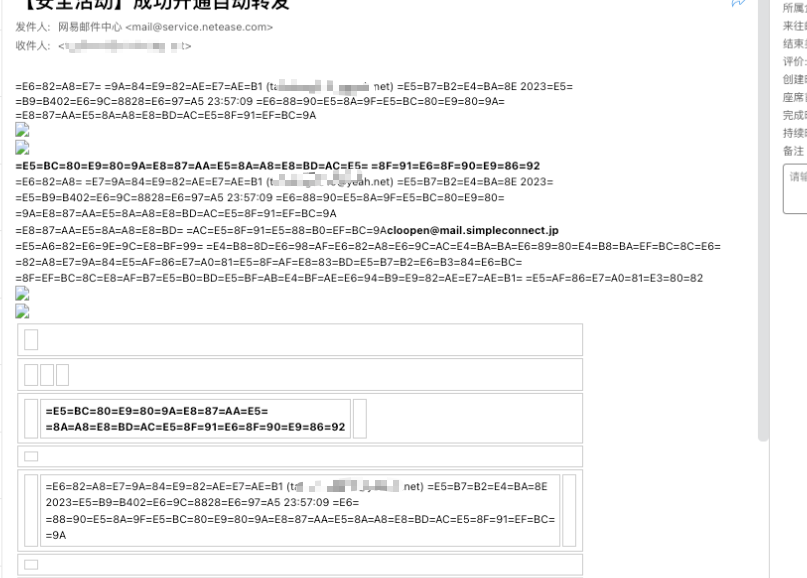 【安全活动】成功开通自动转发
发件人: 网易邮件中心 <mail@service.netease.com>
收件人: <
=E6=82=A8=E7= =9A=84=E9=82=AE=E7=AE=B1 ( net) =E5=B7=B2=E4=BA=8E 2023=E5=
=B9=B402=E6=9C=8828=E6=97=A5 23:57:09 =E6=88=90=E5=8A=9F=E5=BC=80=E9=80=9A=
=E8=87=AA=E5=8A=A8=E8=BD=AC=E5=8F=91=EF=BC=9A
=E5=BC=80=E9=80=9A=E8=87=AA=E5=8A=A8=E8=BD=AC=E5= =8F=91=E6=8F=90=E9=86=92
=E6=82=A8= =E7=9A=84=E9=82=AE=E7=AE=B1 ( @yeah.net) =E5=B7=B2=E4=BA=8E 2023=
=E5=B9=B402=E6=9C=8828=E6=97=A5 23:57:09 =E6=88=90=E5=8A=9F=E5=BC=80=E9=80=
=9A=E8=87=AA=E5=8A=A8=E8=BD=AC=E5=8F=91=EF=BC=9A
=E8=87=AA=E5=8A=A8=E8=BD= =AC=E5=8F=91=E5=88=B0=EF=BC=9Acloopen@mail.simpleconnect.jp
=E5=A6=82=E6=9E=9C=E8=BF=99= =E4=B8=8D=E6=98=AF=E6=82=A8=E6=9C=AC=E4=BA=BA=E6=89=80=E4=B8=BA=EF=BC=8C=E6=
=82=A8=E7=9A=84=E5=AF=86=E7=A0=81=E5=8F=AF=E8=83=BD=E5=B7=B2=E6=B3=84=E6=BC=
=8F=EF=BC=8C=E8=AF=B7=E5=B0=BD=E5=BF=AB=E4=BF=AE=E6=94=B9=E9=82=AE=E7=AE=B1= =E5=AF=86=E7=A0=81=E3=80=82
=E5=BC=80=E9=80=9A=E8=87=AA=E5=
=8A=A8=E8=BD=AC=E5=8F=91=E6=8F=90=E9=86=92
=E6=82=A8=E7=9A=84=E9=82=AE=E7=AE=B1 ( .net) =E5=B7=B2=E4=BA=8E
2023=E5=B9=B402=E6=9C=8828=E6=97=A5 23:57:09 =E6=
=88=90=E5=8A=9F=E5=BC=80=E9=80=9A=E8=87=AA=E5=8A=A8=E8=BD=AC=E5=8F=91=EF=BC=
=9A
所属
来往
结束
评价:
创建
座席
完成
持续
备注
请输